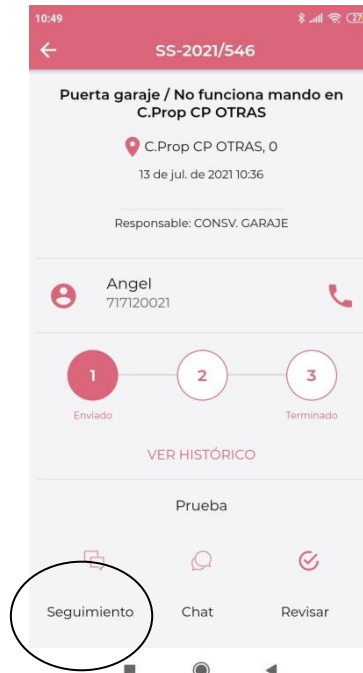 10:49
27
SS-2021/546
Puerta garaje / No funciona mando en
C.Prop CP OTRAS
C.Prop CP OTRAS, 0
13 de jul. de 2021 10:36
Responsable: CONSV. GARAJE
Angel
717120021
1 2 3
Enviado Terminado
VER HISTÓRICO
Prueba
Seguimiento Chat Revisar